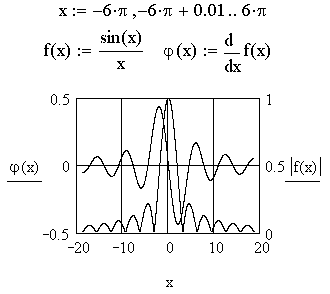 x := −6·π , −6·π + 0.01 .. 6·π
f(x) := sin(x)/x φ(x) := d/dx f(x)
0.5 1
φ(x) 0 0.5 |f(x)|
−0.5 0
−20 −10 0 10 20
x